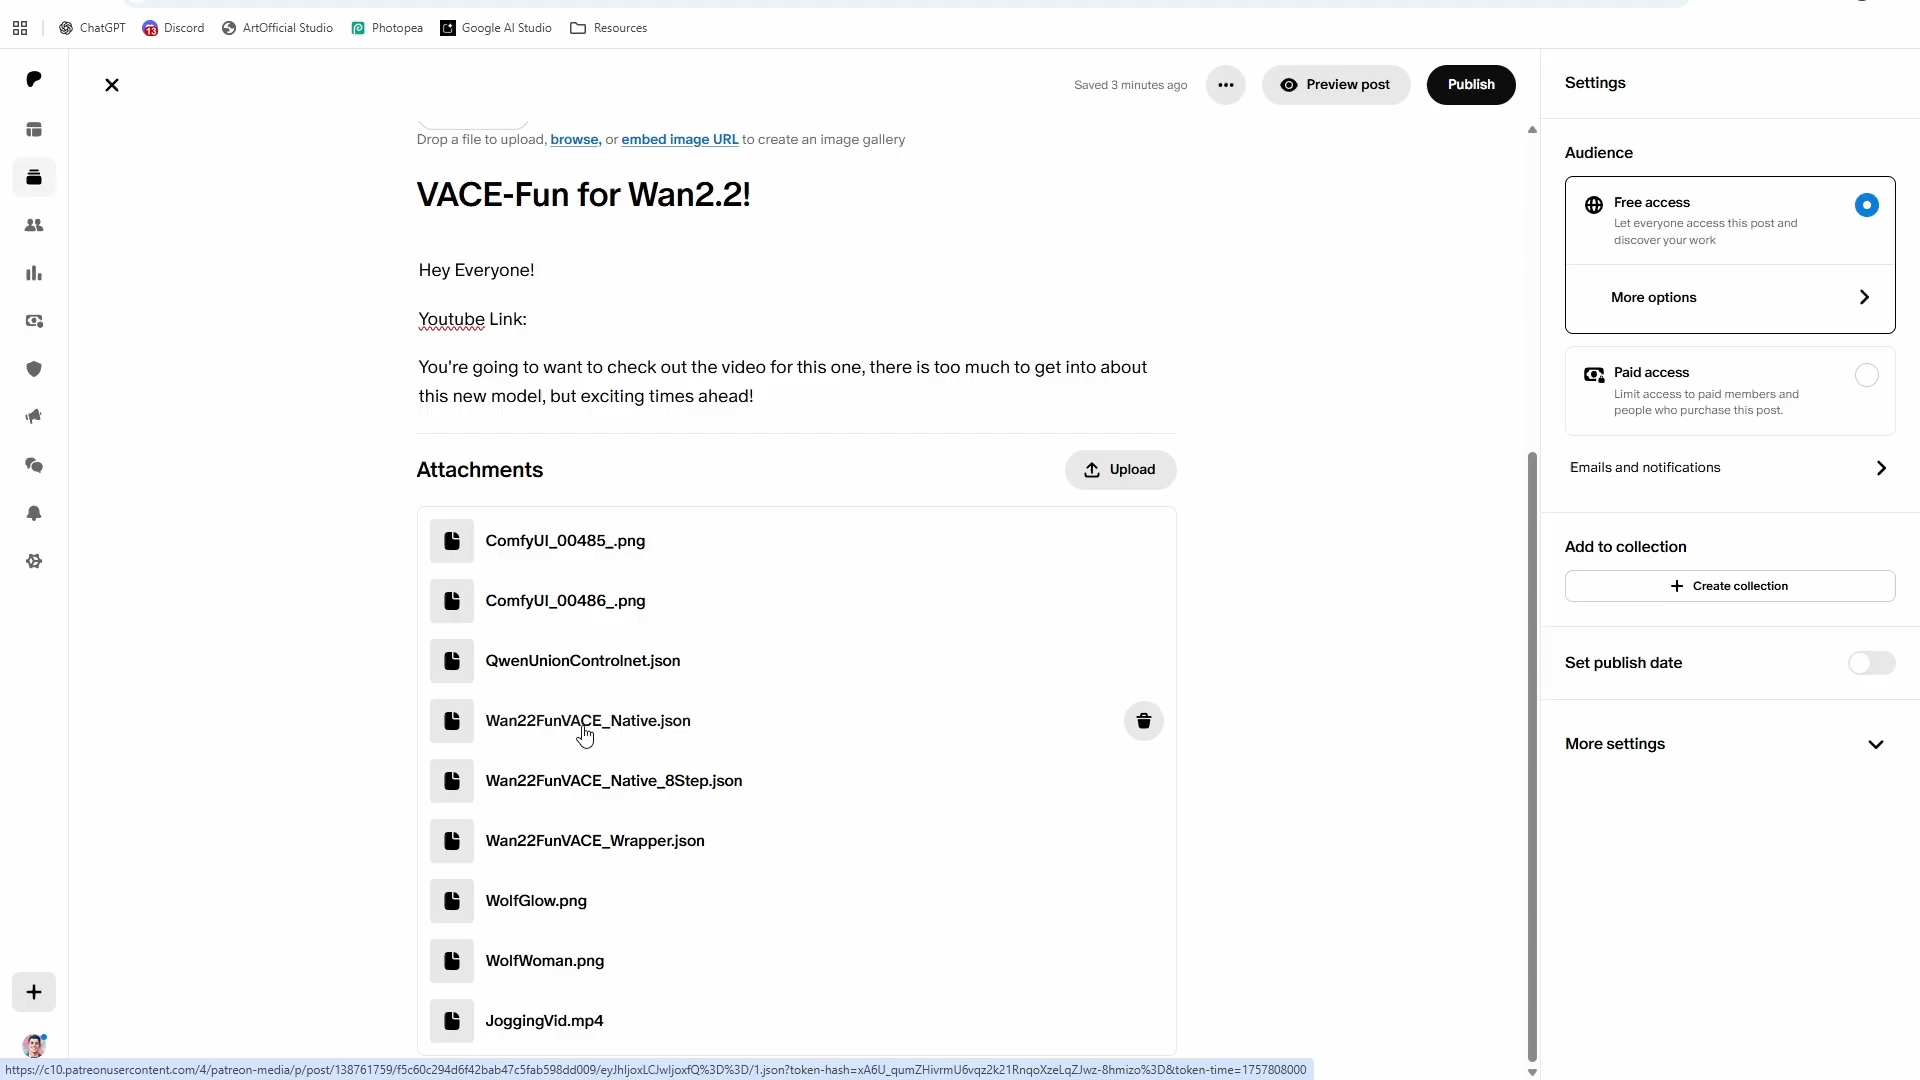 ChatGPT
13
Discord
ArtOfficial Studio
Photopea
Google AI Studio
Resources
Saved 3 minutes ago
Preview post
Publish
Settings
Drop a file to upload, browse, or embed image URL to create an image gallery
VACE-Fun for Wan2.2!
Hey Everyone!
Youtube Link:
You're going to want to check out the video for this one, there is too much to get into about
this new model, but exciting times ahead!
Attachments
Upload
ComfyUI_00485_.png
ComfyUI_00486_.png
QwenUnionControlnet.json
Wan22FunVACE_Native.json
Wan22FunVACE_Native_8Step.json
Wan22FunVACE_Wrapper.json
WolfGlow.png
WolfWoman.png
JoggingVid.mp4
Audience
Free access
Let everyone access this post and
discover your work
More options
Paid access
Limit access to paid members and
people who purchase this post.
Emails and notifications
Add to collection
Create collection
Set publish date
More settings
https://c10.patreonusercontent.com/4/patreon-media/p/post/138761759/f5c60c294d6f42bab47c5fab598dd009/eyJhIjoxLCJwIjoxfQ%3D%3D/1.json?token-hash=xA6U_qumZHivrmU6vqz2k21RnqoXzeLqZJwz-8hmizo%3D&token-time=1757808000